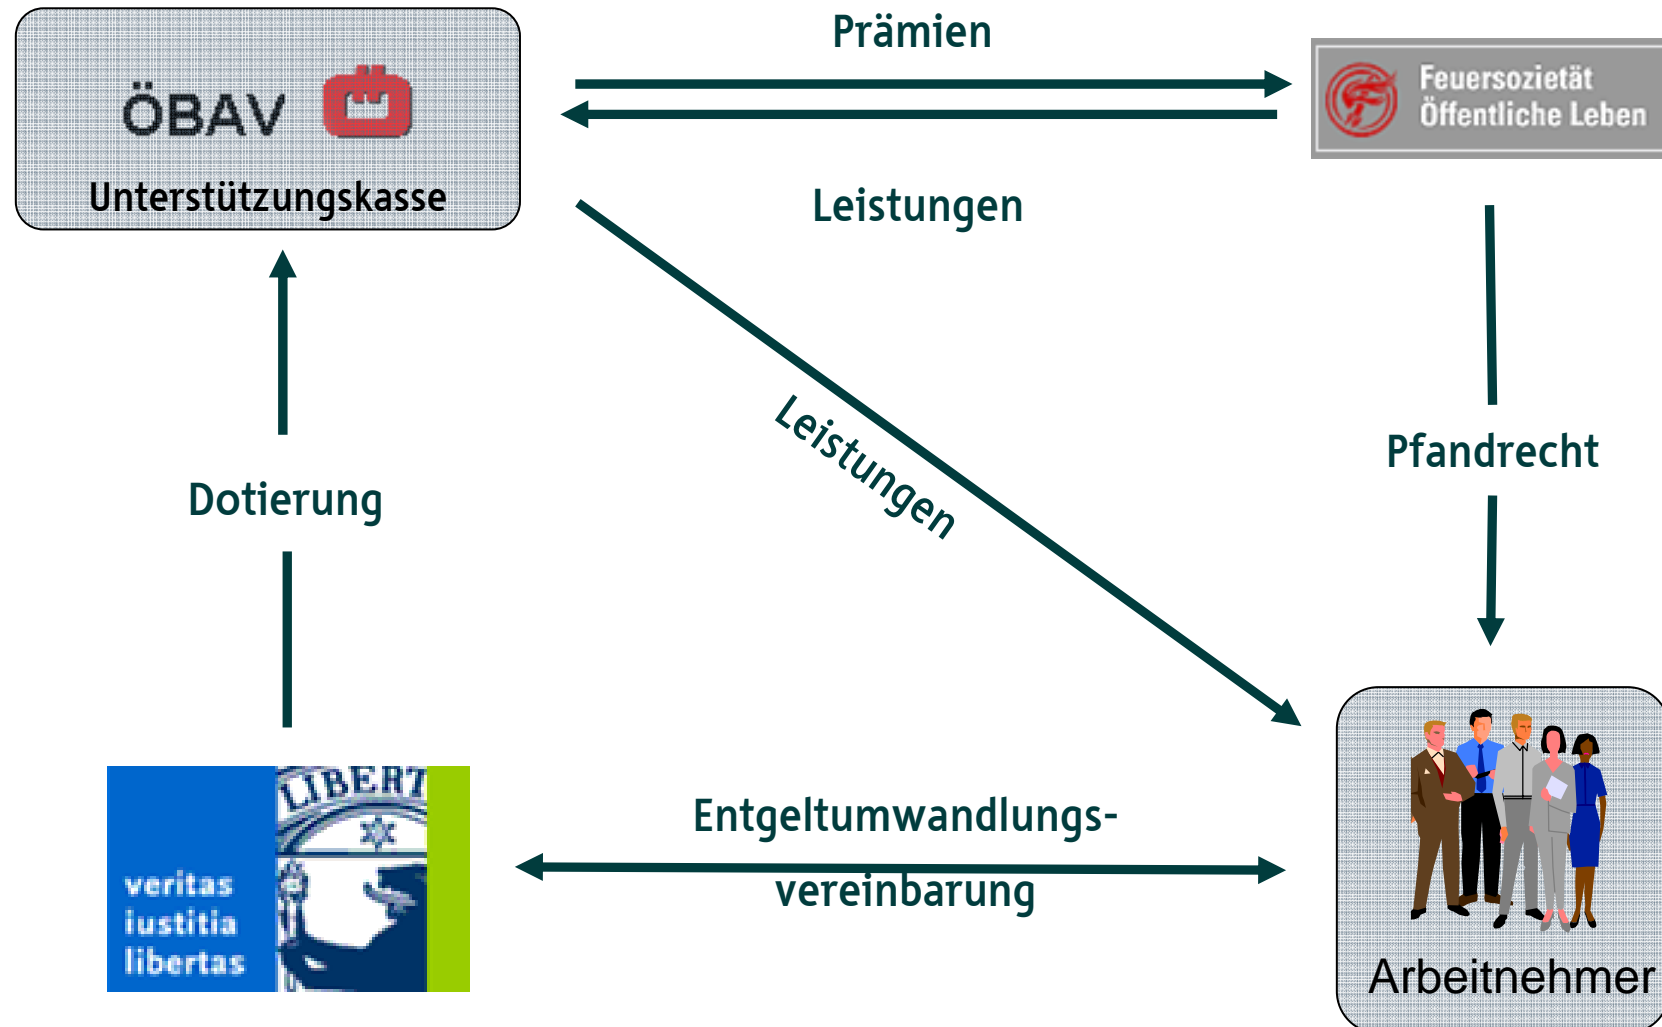 Prämien
ÖBAV
Unterstützungskasse
Feuersozietät
Öffentliche Leben
Leistungen
Leistungen
Pfandrecht
Dotierung
LIBERT
veritas
iustitia
libertas
Entgeltumwandlungs-
vereinbarung
Arbeitnehmer